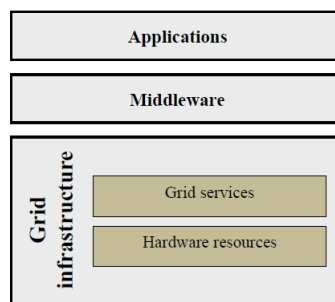 Applications
Middleware
Grid
infrastructure
Grid services
Hardware resources